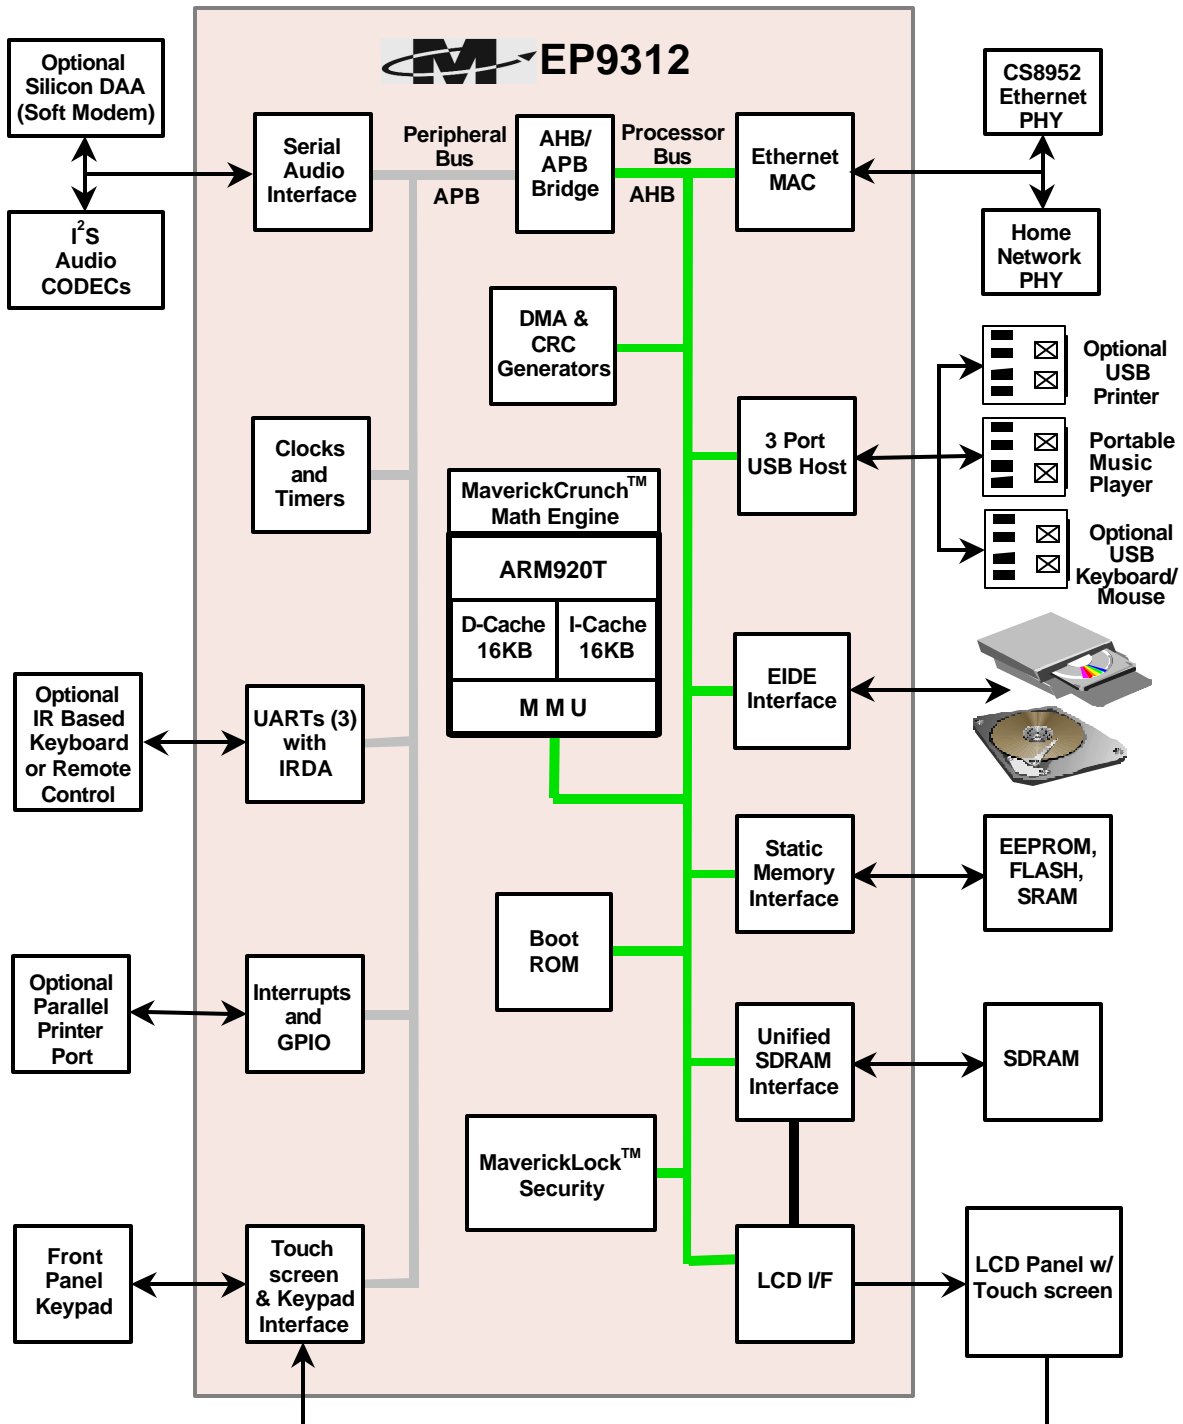 EP9312
Optional
Silicon DAA
(Soft Modem)
I2S
Audio
CODECs
Serial
Audio
Interface
Peripheral
Bus
APB
AHB/
APB
Bridge
Processor
Bus
AHB
Ethernet
MAC
CS8952
Ethernet
PHY
Home
Network
PHY
DMA &
CRC
Generators
Optional
USB
Printer
Clocks
and
Timers
3 Port
USB Host
Portable
Music
Player
MaverickCrunch™
Math Engine
ARM920T
D-Cache
16KB
I-Cache
16KB
M M U
Optional
USB
Keyboard/
Mouse
Optional
IR Based
Keyboard
or Remote
Control
UARTs (3)
with
IRDA
EIDE
Interface
Static
Memory
Interface
EEPROM,
FLASH,
SRAM
Boot
ROM
Optional
Parallel
Printer
Port
Interrupts
and
GPIO
Unified
SDRAM
Interface
SDRAM
MaverickLock™
Security
Front
Panel
Keypad
Touch
screen
& Keypad
Interface
LCD I/F
LCD Panel w/
Touch screen